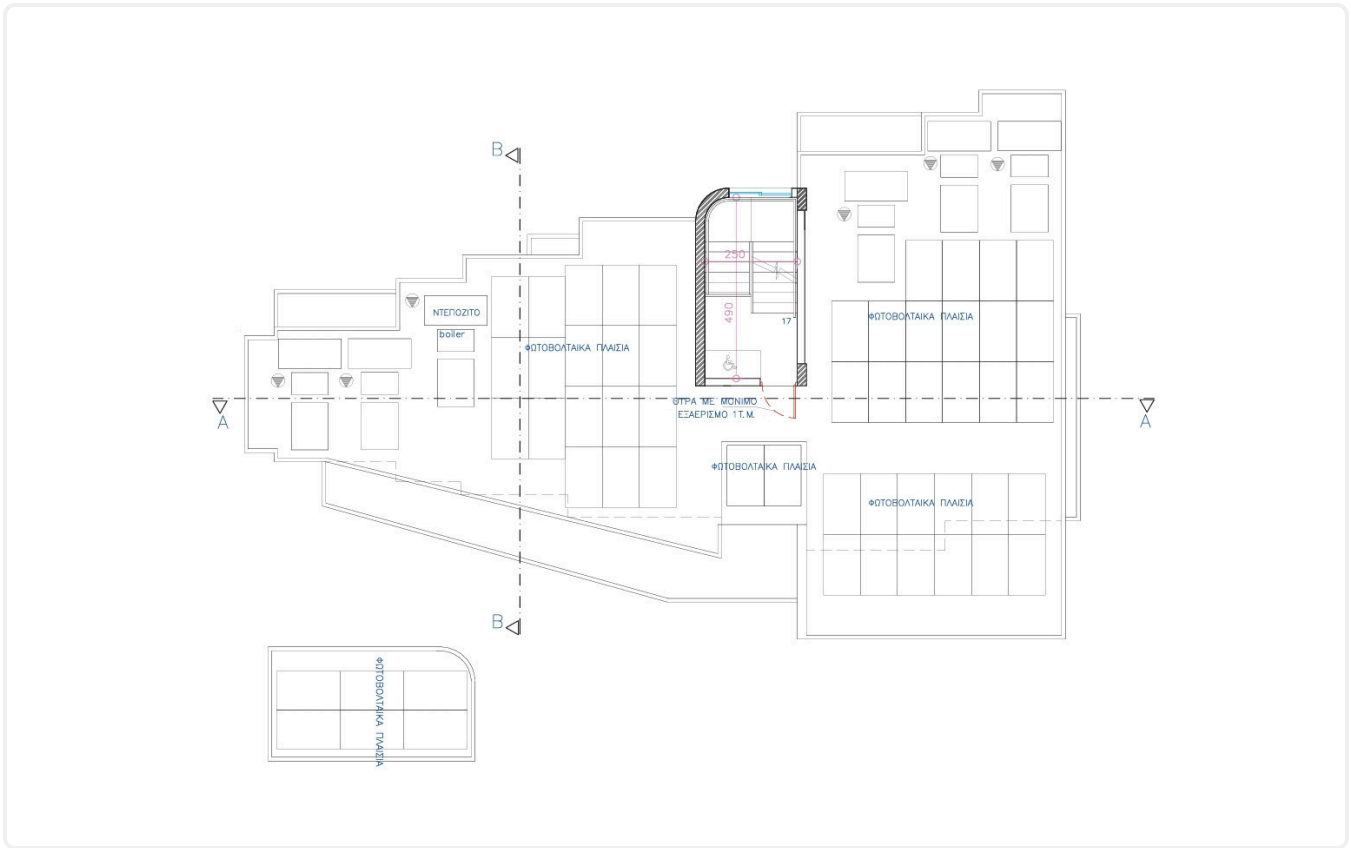 B
250
490
17
ΦΩΤΟΒΟΛΤΑΙΚΑ ΠΛΑΙΣΙΑ
ΝΤΕΠΟΖΙΤΟ
boiler
ΦΩΤΟΒΟΛΤΑΙΚΑ ΠΛΑΙΣΙΑ
ΘΥΡΑ ΜΕ ΜΟΝΙΜΟ
ΕΞΑΕΡΙΣΜΟ 1Τ.Μ.
A
A
ΦΩΤΟΒΟΛΤΑΙΚΑ ΠΛΑΙΣΙΑ
ΦΩΤΟΒΟΛΤΑΙΚΑ ΠΛΑΙΣΙΑ
B
ΦΩΤΟΒΟΛΤΑΙΚΑ ΠΛΑΙΣΙΑ